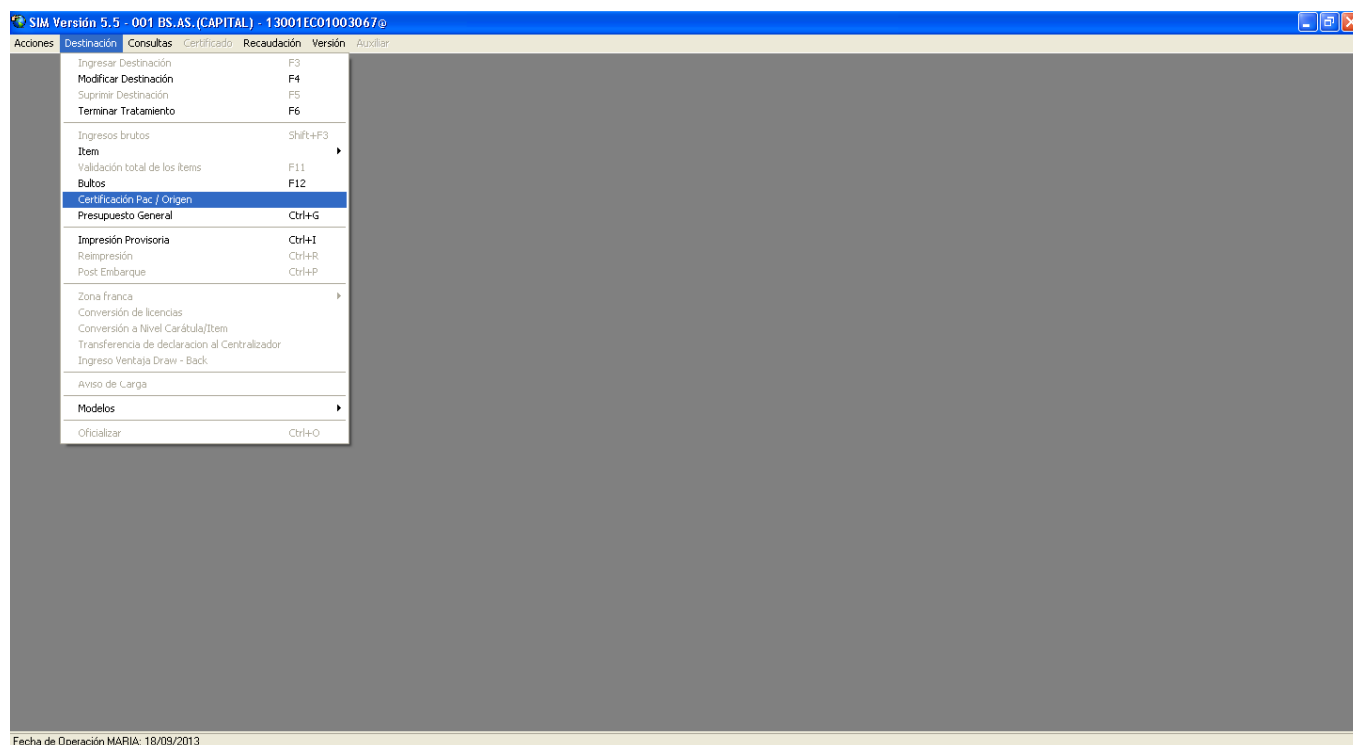 SIM Versión 5.5 - 001 BS.AS.(CAPITAL) - 13001EC01003067@
Acciones Destinación Consultas Certificado Recaudación Versión Auxiliar
Ingresar Destinación F3
Modificar Destinación F4
Suprimir Destinación F5
Terminar Tratamiento F6
Ingresos brutos Shift+F3
Item
Validación total de los ítems F11
Bultos F12
Certificación Pac / Origen
Presupuesto General Ctrl+G
Impresión Provisoria Ctrl+I
Reimpresión Ctrl+R
Post Embarque Ctrl+P
Zona franca
Conversión de licencias
Conversión a Nivel Carátula/Item
Transferencia de declaracion al Centralizador
Ingreso Ventaja Draw - Back
Aviso de Carga
Modelos
Oficializar Ctrl+O
Fecha de Operación MARIA: 18/09/2013